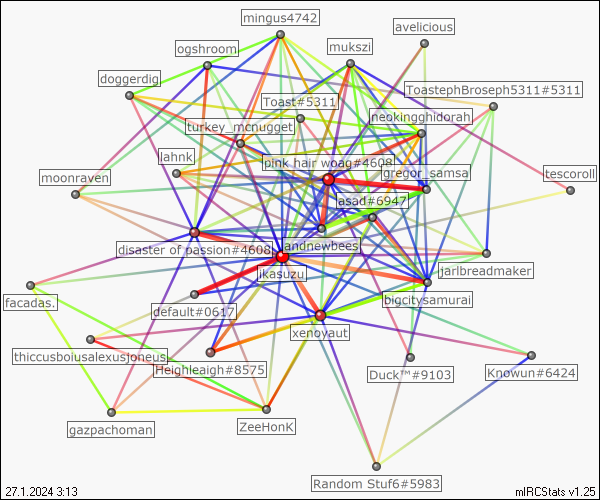 mingus4742
avelicious
ogshroom
mukszi
doggerdig
ToastephBroseph5311#5311
Toast#5311
neokingghidorah
turkey_mcnugget
lahnk
pink hair woag#4608
gregor_samsa
moonraven
tescoroll
asad#6947
andnewbees
disaster of passion#4608
jkasuzu
jarlbreadmaker
facadas.
default#0617
bigcitysamurai
xenoyaut
thiccusboiusalexusjoneus
Heighleaigh#8575
Duck™#9103
Knowun#6424
gazpachoman
ZeeHonK
Random Stuf6#5983
27.1.2024 3:13
mIRCStats v1.25